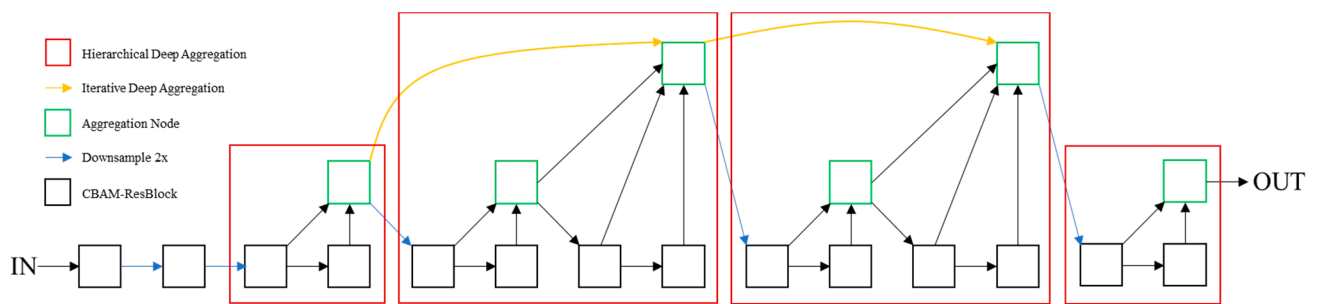 Hierarchical Deep Aggregation
Iterative Deep Aggregation
Aggregation Node
Downsample 2x
CBAM-ResBlock
IN
OUT